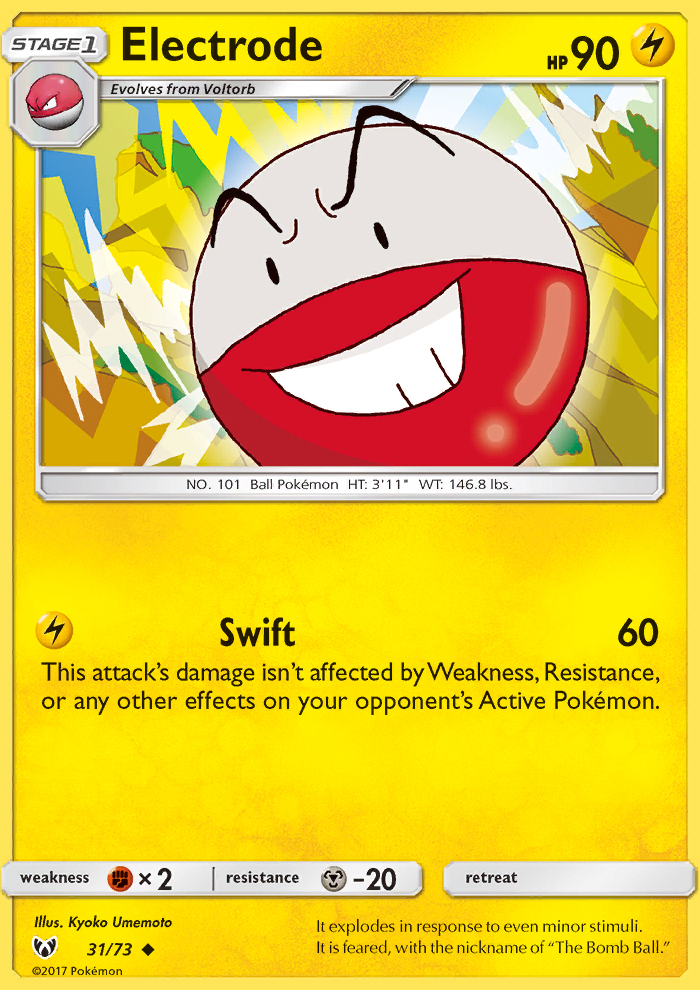 STAGE1
Electrode
HP 90
Evolves from Voltorb
NO. 101 Ball Pokémon HT: 3'11" WT: 146.8 lbs.
Swift 60
This attack's damage isn't affected by Weakness, Resistance,
or any other effects on your opponent's Active Pokémon.
weakness ×2 resistance -20 retreat
Illus. Kyoko Umemoto
31/73
©2017 Pokémon
It explodes in response to even minor stimuli.
It is feared, with the nickname of "The Bomb Ball."